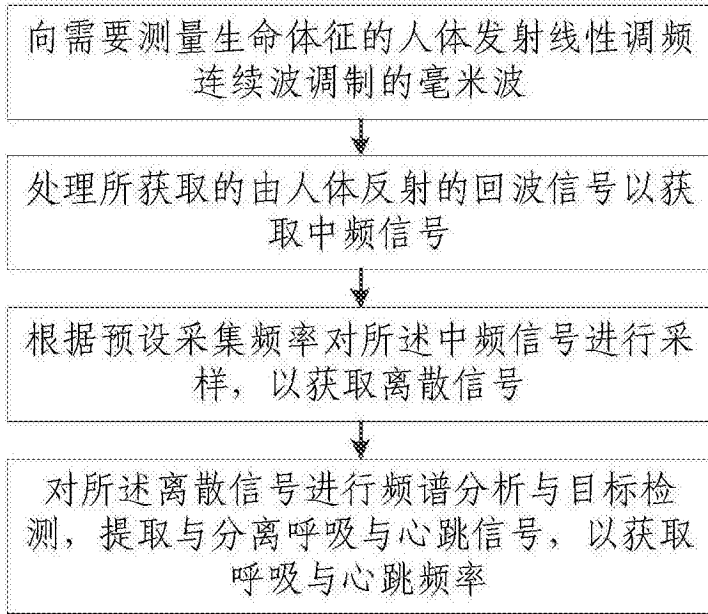 向需要测量生命体征的人体发射线性调频
连续波调制的毫米波
处理所获取的由人体反射的回波信号以获
取中频信号
根据预设采集频率对所述中频信号进行采
样，以获取离散信号
对所述离散信号进行频谱分析与目标检
测，提取与分离呼吸与心跳信号，以获取
呼吸与心跳频率